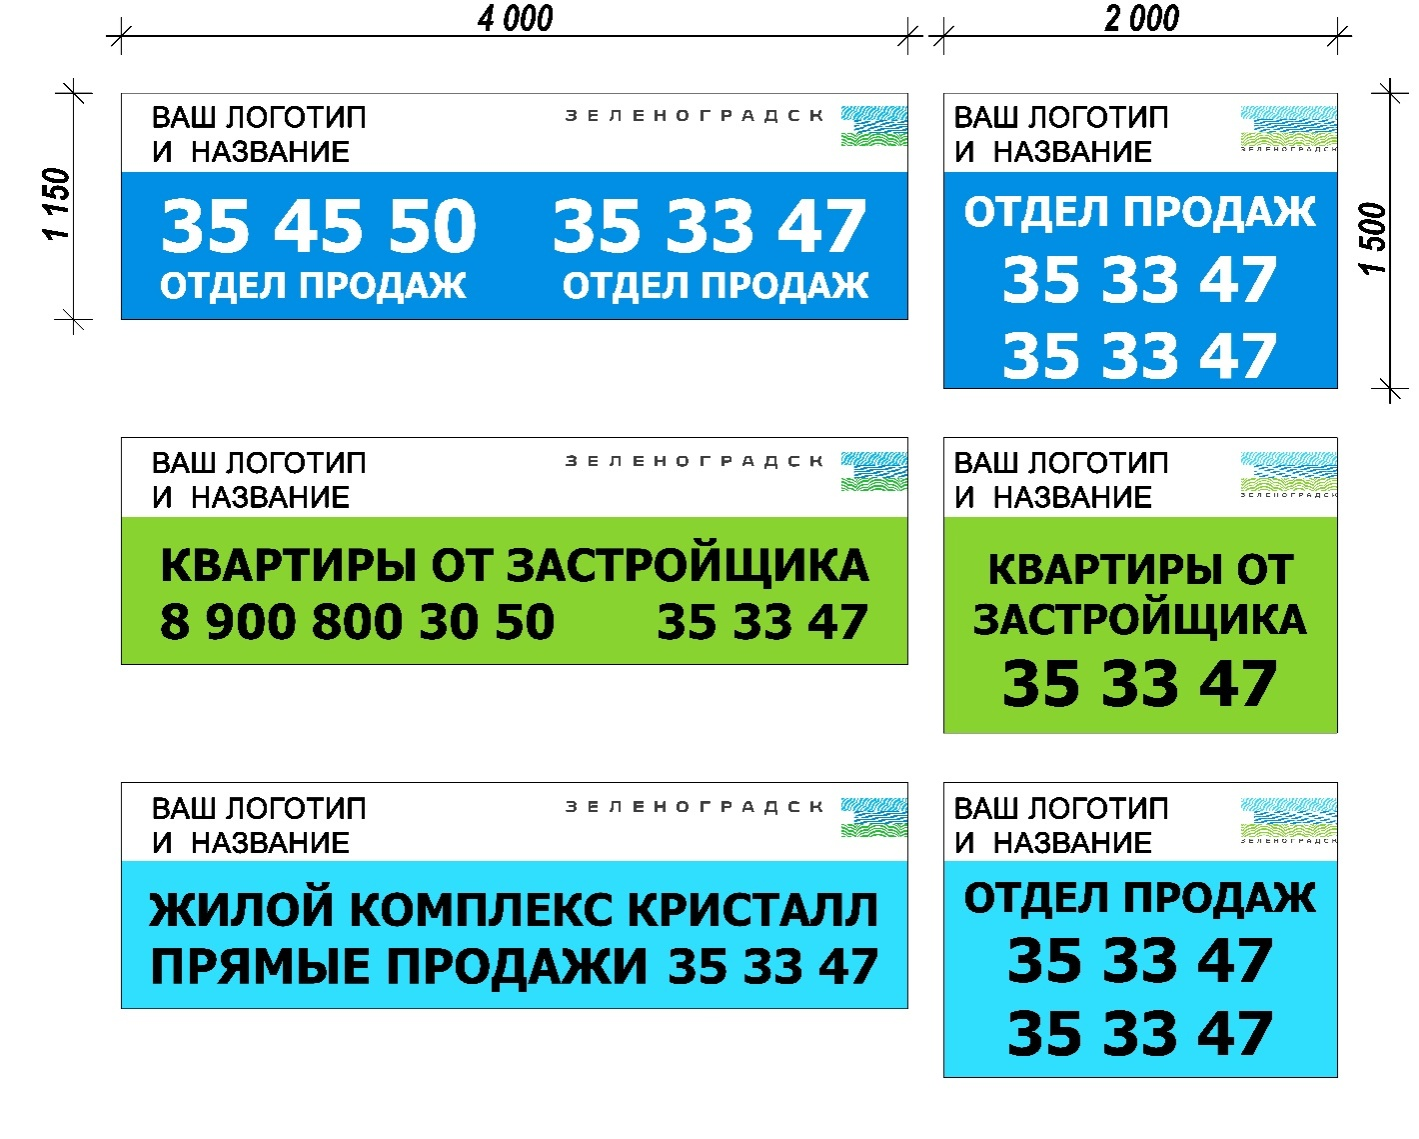 4 000
2 000
1 150
1 500
ВАШ ЛОГОТИП
И НАЗВАНИЕ
ЗЕЛЕНОГРАДСК
35 45 50 35 33 47
ОТДЕЛ ПРОДАЖ ОТДЕЛ ПРОДАЖ
ВАШ ЛОГОТИП
И НАЗВАНИЕ
ЗЕЛЕНОГРАДСК
ОТДЕЛ ПРОДАЖ
35 33 47
35 33 47
ВАШ ЛОГОТИП
И НАЗВАНИЕ
ЗЕЛЕНОГРАДСК
КВАРТИРЫ ОТ ЗАСТРОЙЩИКА
8 900 800 30 50 35 33 47
ВАШ ЛОГОТИП
И НАЗВАНИЕ
ЗЕЛЕНОГРАДСК
КВАРТИРЫ ОТ
ЗАСТРОЙЩИКА
35 33 47
ВАШ ЛОГОТИП
И НАЗВАНИЕ
ЗЕЛЕНОГРАДСК
ЖИЛОЙ КОМПЛЕКС КРИСТАЛЛ
ПРЯМЫЕ ПРОДАЖИ 35 33 47
ВАШ ЛОГОТИП
И НАЗВАНИЕ
ЗЕЛЕНОГРАДСК
ОТДЕЛ ПРОДАЖ
35 33 47
35 33 47